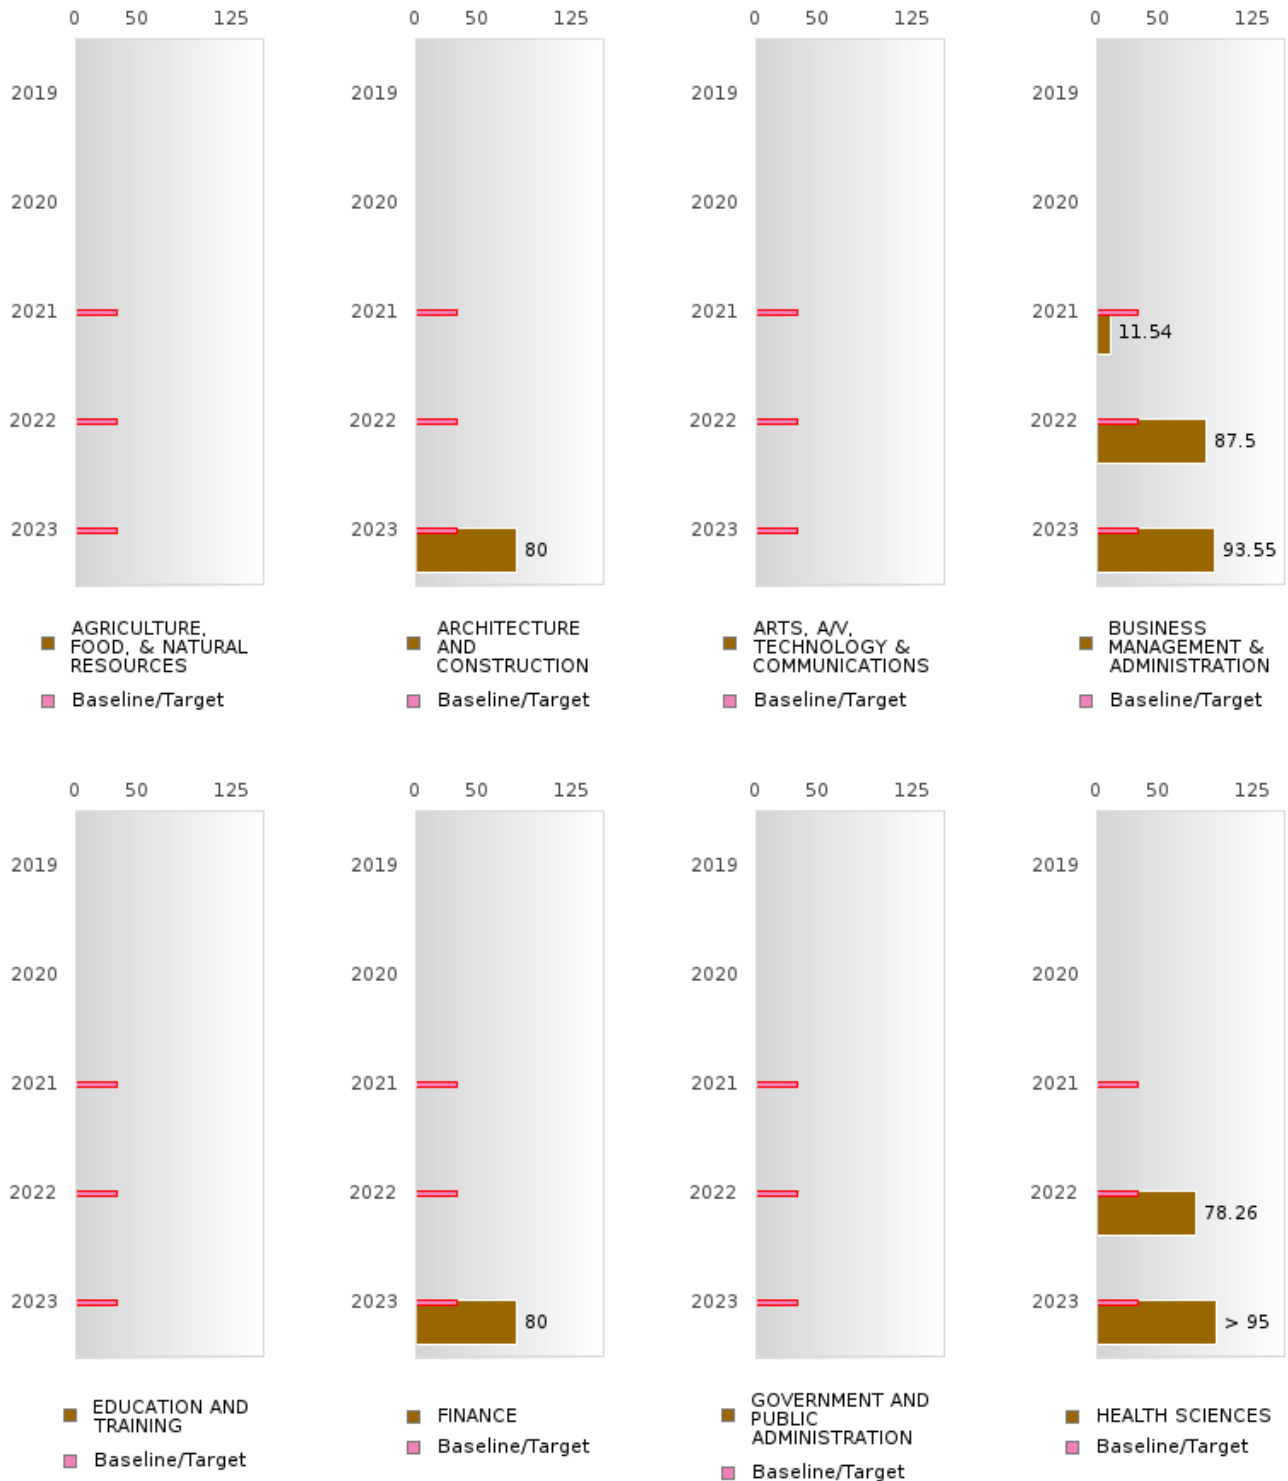 0 50 125 0 50 125 0 50 125 0 50 125
2019 2019 2019 2019
2020 2020 2020 2020
2021 2021 2021 2021
11.54
2022 2022 2022 2022
87.5
2023 2023 2023 2023
80 93.55
AGRICULTURE,
FOOD, & NATURAL
RESOURCES
Baseline/Target
ARCHITECTURE
AND
CONSTRUCTION
Baseline/Target
ARTS, A/V,
TECHNOLOGY &
COMMUNICATIONS
Baseline/Target
BUSINESS
MANAGEMENT &
ADMINISTRATION
Baseline/Target
0 50 125 0 50 125 0 50 125 0 50 125
2019 2019 2019 2019
2020 2020 2020 2020
2021 2021 2021 2021
2022 2022 2022 2022
78.26
2023 2023 2023 2023
80 > 95
EDUCATION AND
TRAINING
Baseline/Target
FINANCE
Baseline/Target
GOVERNMENT AND
PUBLIC
ADMINISTRATION
Baseline/Target
HEALTH SCIENCES
Baseline/Target